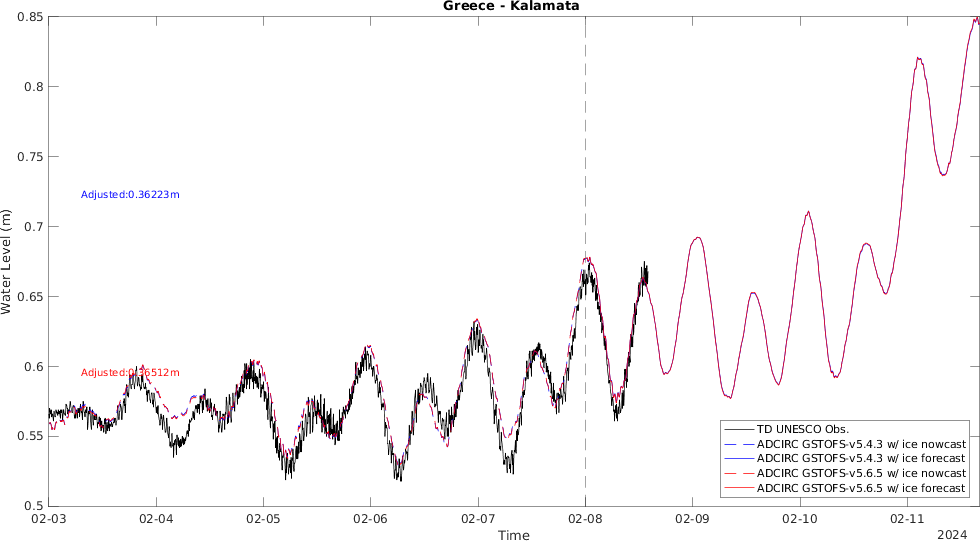 Greece - Kalamata
0.85
0.8
0.75
0.7
0.65
0.6
0.55
0.5
Water Level (m)
Adjusted:0.36223m
Adjusted:0.36512m
TD UNESCO Obs.
ADCIRC GSTOFS-v5.4.3 w/ ice nowcast
ADCIRC GSTOFS-v5.4.3 w/ ice forecast
ADCIRC GSTOFS-v5.6.5 w/ ice nowcast
ADCIRC GSTOFS-v5.6.5 w/ ice forecast
02-03 02-04 02-05 02-06 02-07 02-08 02-09 02-10 02-11
Time
2024